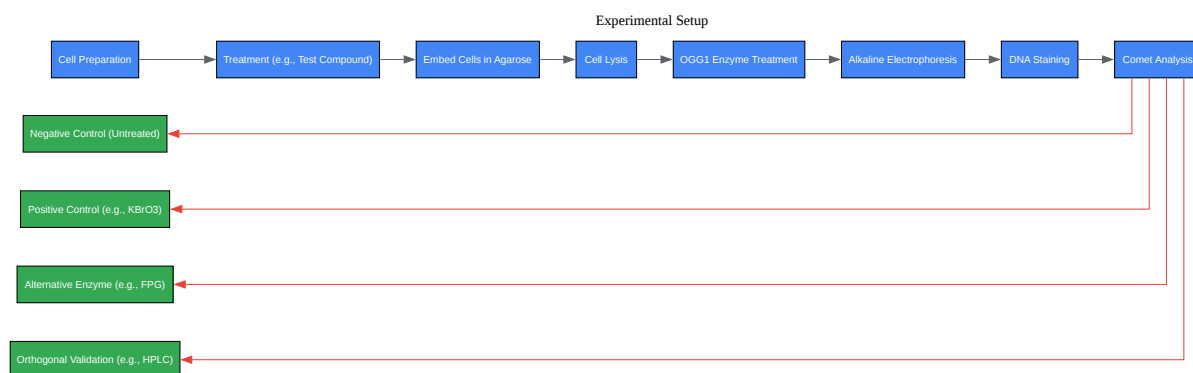 Experimental Setup
Cell Preparation
Treatment (e.g., Test Compound)
Embed Cells in Agarose
Cell Lysis
OGG1 Enzyme Treatment
Alkaline Electrophoresis
DNA Staining
Comet Analysis
Negative Control (Untreated)
Positive Control (e.g., KBrO3)
Alternative Enzyme (e.g., FPG)
Orthogonal Validation (e.g., HPLC)